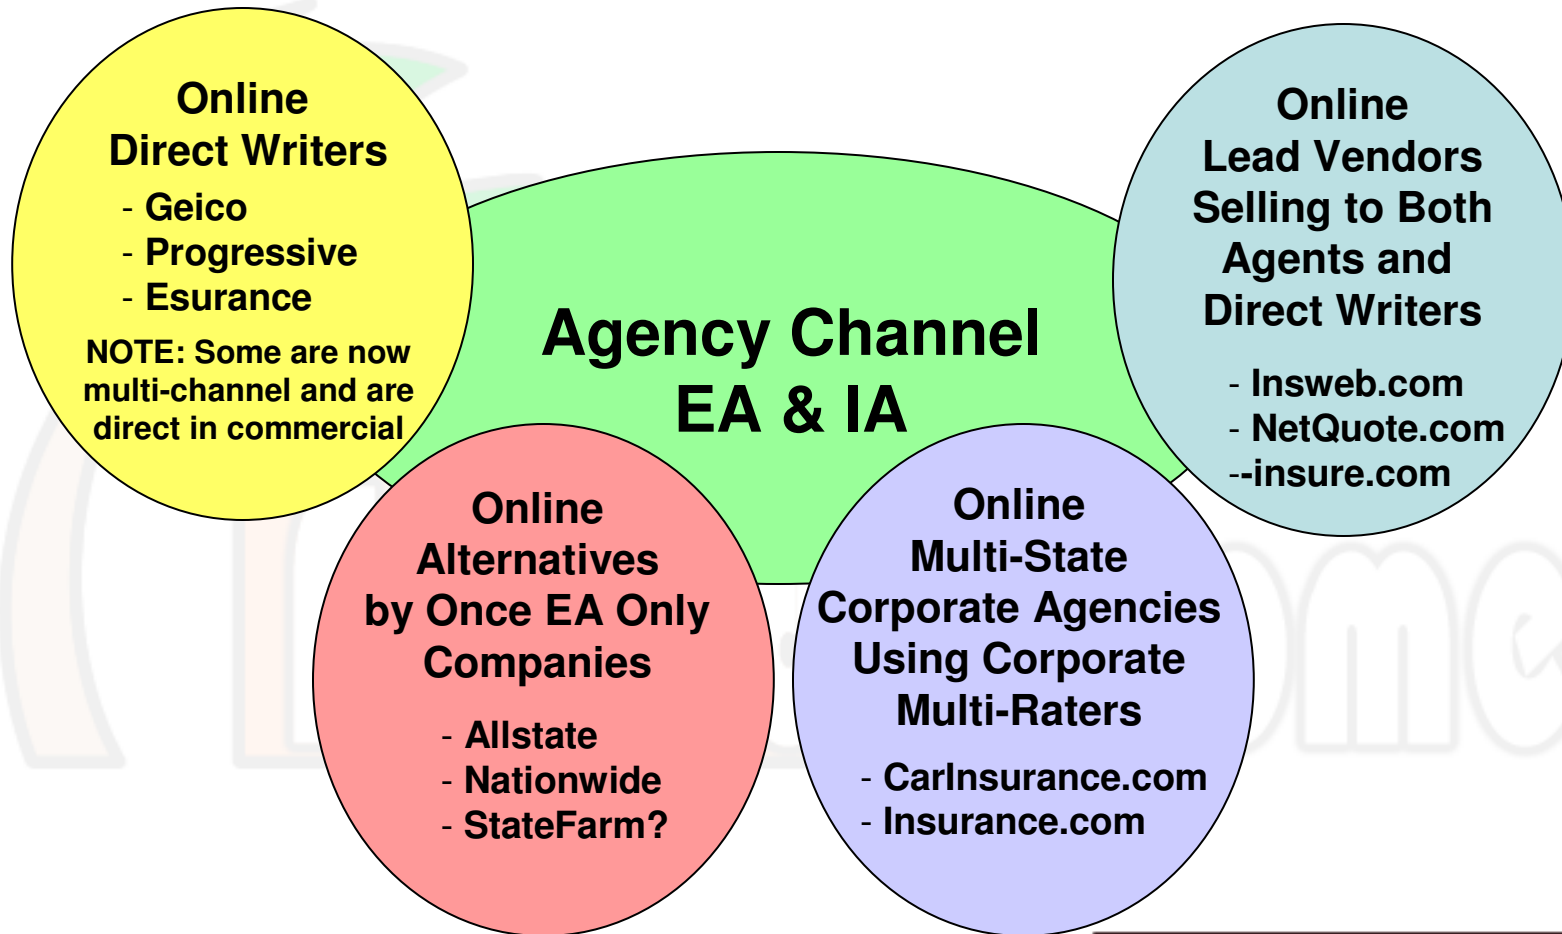 Online
Direct Writers
- Geico
- Progressive
- Esurance
NOTE: Some are now
multi-channel and are
direct in commercial
Agency Channel
EA & IA
Online
Lead Vendors
Selling to Both
Agents and
Direct Writers
- Insweb.com
- NetQuote.com
--insure.com
Online
Alternatives
by Once EA Only
Companies
- Allstate
- Nationwide
- StateFarm?
Online
Multi-State
Corporate Agencies
Using Corporate
Multi-Raters
- CarInsurance.com
- Insurance.com